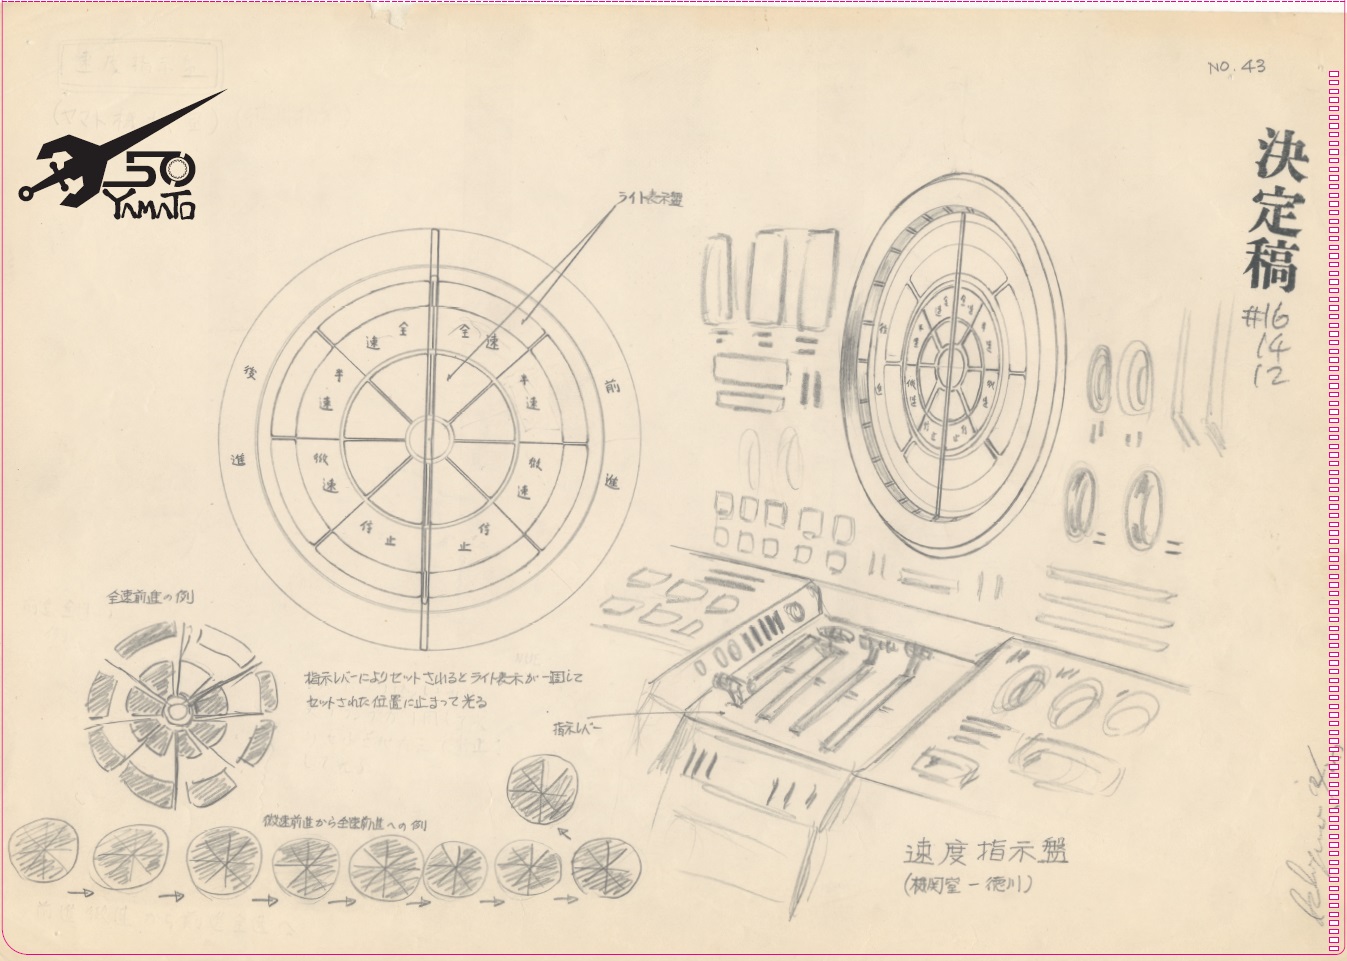 NO. 43
決定稿
#16
14
12
50
YAMATO
ライト表示盤
全速
全速
半速
半速
微速
微速
停止
停止
後進
前進
全速前進の例
指示レバーによりセットされるとライト表示が一回して
セットされた位置に止まって光る
指示レバー
微速前進から全速前進への例
速度指示盤
(機関室－徳川)